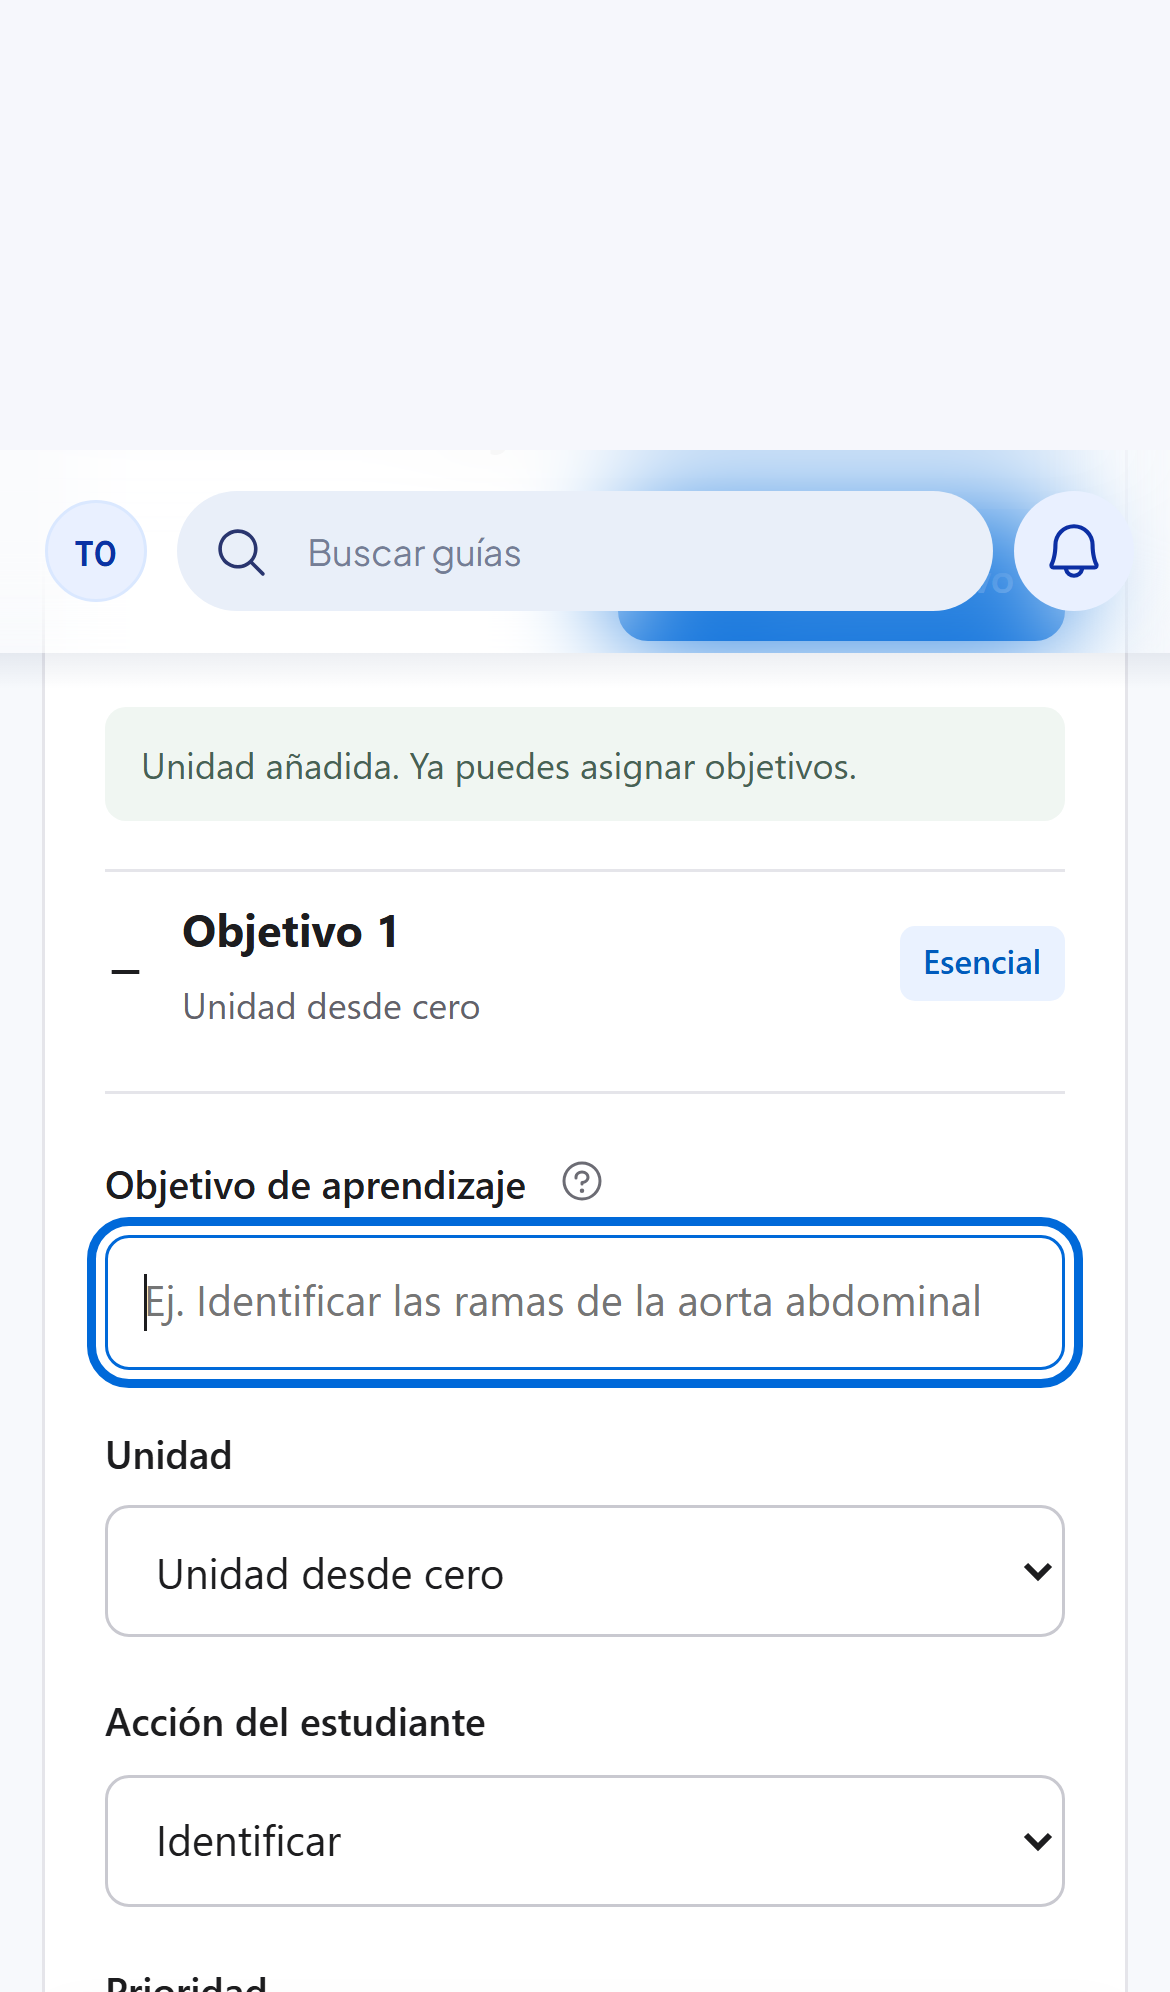 TO
Buscar guías
Unidad añadida. Ya puedes asignar objetivos.
Objetivo 1
Esencial
Unidad desde cero
Objetivo de aprendizaje
Ej. Identificar las ramas de la aorta abdominal
Unidad
Unidad desde cero
Acción del estudiante
Identificar
Prioridad